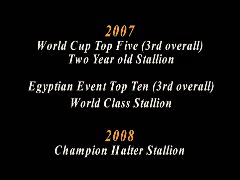 2007
World Cup Top Five (3rd overall)
Two Year old Stallion
Egyptian Event Top Ten (3rd overall)
World Class Stallion
2008
Champion Halter Stallion